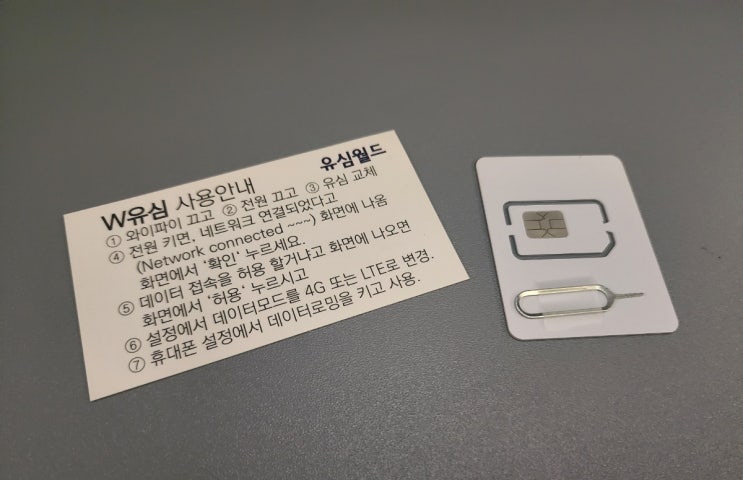 유심월드
W유심 사용안내
① 와이파이 끄고 ② 전원 끄고 ③ 유심 교체
④ 전원 키면, 네트워크 연결되었다고
(Network connected ~~~) 화면에 나옴
화면에서 '확인' 누르세요.
⑤ 데이터 접속을 허용 할거냐고 화면에 나오면
화면에서 '허용' 누르시고
⑥ 설정에서 데이터모드를 4G 또는 LTE로 변경.
⑦ 휴대폰 설정에서 데이터로밍을 키고 사용.